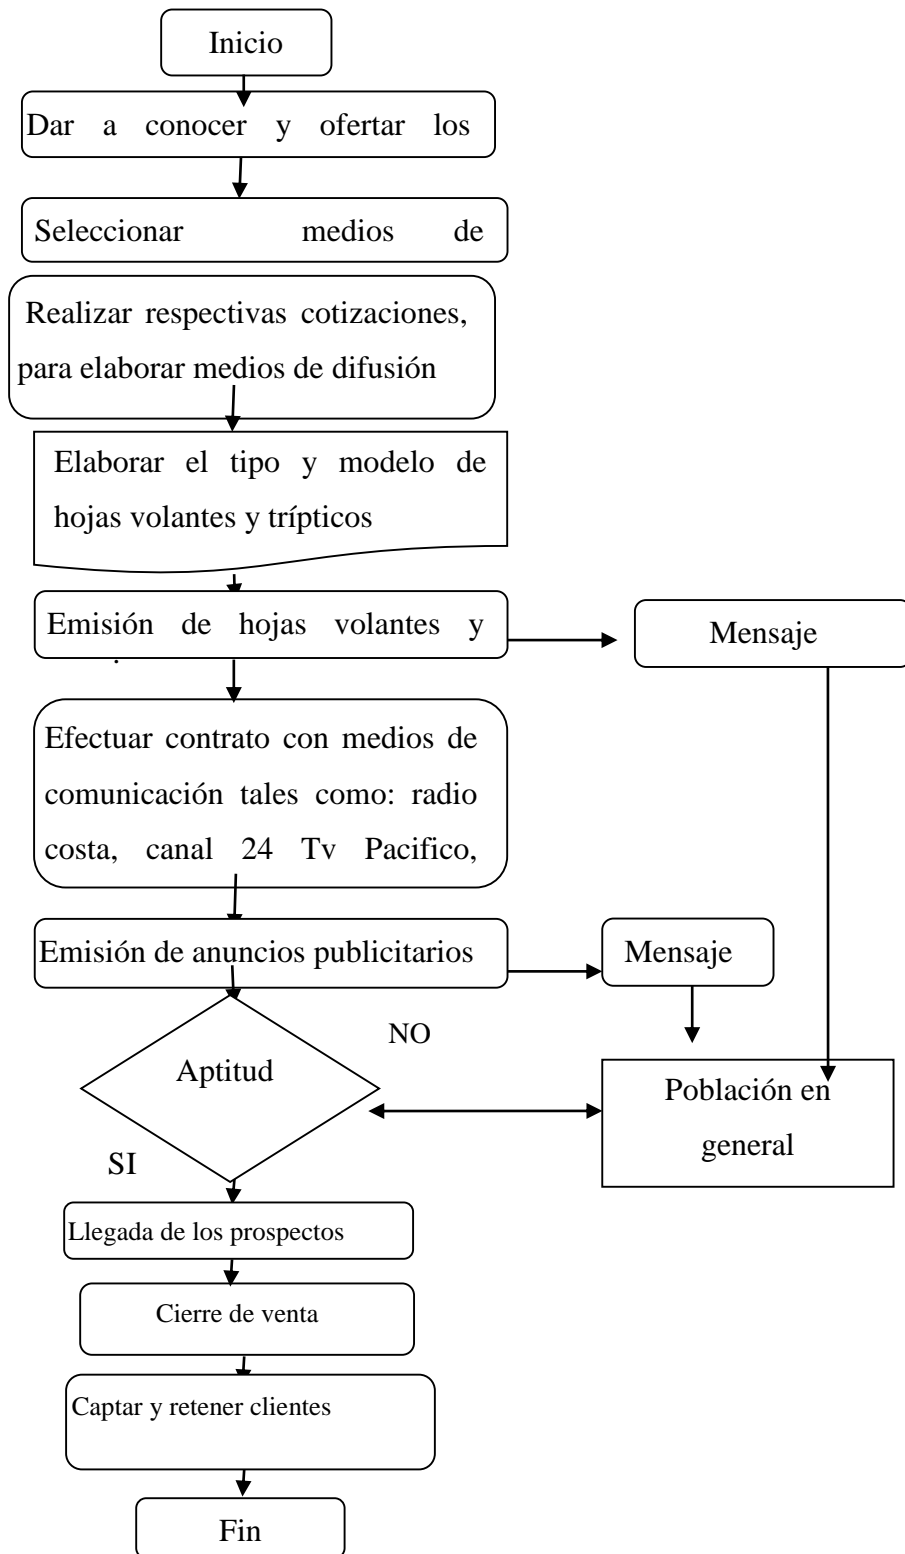 Inicio
Dar a conocer y ofertar los
Seleccionar medios de
Realizar respectivas cotizaciones,
para elaborar medios de difusión
Elaborar el tipo y modelo de
hojas volantes y trípticos
Emisión de hojas volantes y
Mensaje
Efectuar contrato con medios de
comunicación tales como: radio
costa, canal 24 Tv Pacifico,
Emisión de anuncios publicitarios
Mensaje
NO
Aptitud
Población en
general
SI
Llegada de los prospectos
Cierre de venta
Captar y retener clientes
Fin